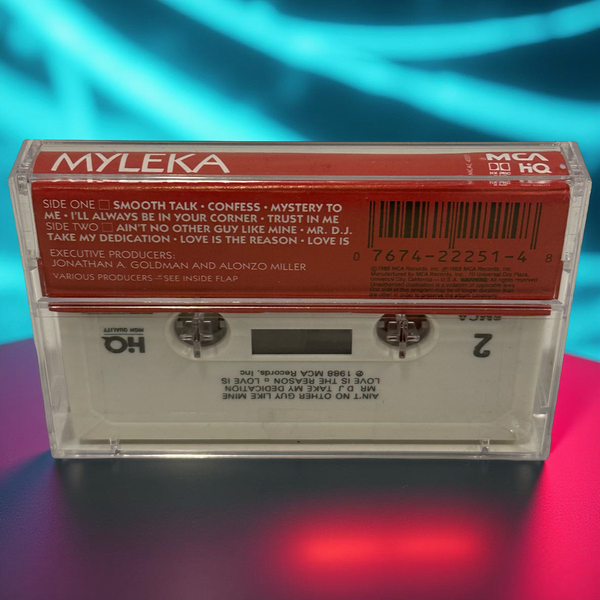 MYLEKA
MCA
HQ
SIDE ONE □ SMOOTH TALK • CONFESS • MYSTERY TO
ME • I'LL ALWAYS BE IN YOUR CORNER • TRUST IN ME
SIDE TWO □ AIN'T NO OTHER GUY LIKE MINE • MR. D.J.
TAKE MY DEDICATION • LOVE IS THE REASON • LOVE IS
EXECUTIVE PRODUCERS:
JONATHAN A. GOLDMAN AND ALONZO MILLER
VARIOUS PRODUCERS—SEE INSIDE FLAP
0 7674-22251-4 8
MCA
2
HQ
HIGH QUALITY
AIN'T NO OTHER GUY LIKE MINE
MR D J TAKE MY DEDICATION
LOVE IS THE REASON o LOVE IS
℗ 1988 MCA Records, Inc